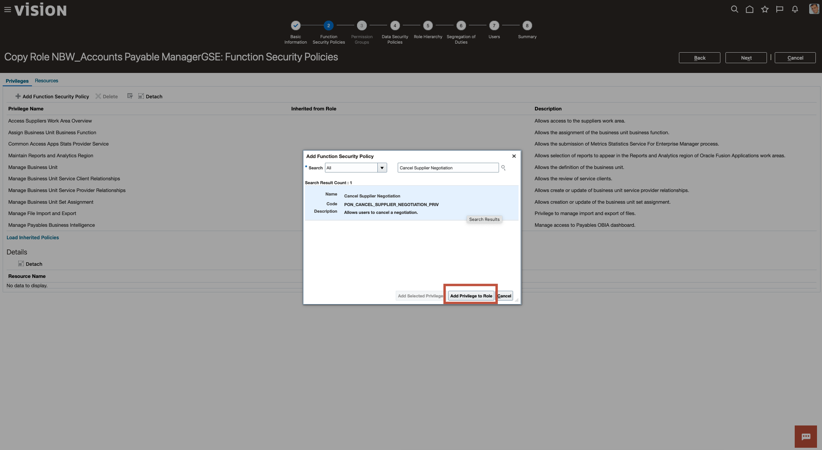 VISION
1 2 3 4 5 6 7 8
Basic Information
Function Security Policies
Permission Groups
Data Security Policies
Role Hierarchy
Segregation of Duties
Users
Summary
Copy Role NBW_Accounts Payable ManagerGSE: Function Security Policies
Back
Next
Cancel
Privileges
Resources
Add Function Security Policy
Delete
Detach
Privilege Name
Inherited from Role
Description
Access Suppliers Work Area Overview
Allows access to the suppliers work area.
Assign Business Unit Business Function
Allows the assignment of the business unit business function.
Common Access Apps Stats Provider Service
Allows the submission of Metrics Statistics Service For Enterprise Manager process.
Maintain Reports and Analytics Region
Allows selection of reports to appear in the Reports and Analytics region of Oracle Fusion Applications work areas.
Manage Business Unit
Allows the definition of the business unit.
Manage Business Unit Service Client Relationships
Allows the review of service clients.
Manage Business Unit Service Provider Relationships
Allows create or update of business unit service provider relationships.
Manage Business Unit Set Assignment
Allows creation or update of the business unit set assignment.
Manage File Import and Export
Privilege to manage import and export of files.
Manage Payables Business Intelligence
Manage access to Payables OBIA dashboard.
Load Inherited Policies
Details
Detach
Resource Name
No data to display.
Add Function Security Policy
* Search
All
Cancel Supplier Negotiation
Search Result Count : 1
Name Cancel Supplier Negotiation
Code PON_CANCEL_SUPPLIER_NEGOTIATION_PRIV
Description Allows users to cancel a negotiation.
Search Results
Add Selected Privilege
Add Privilege to Role
Cancel